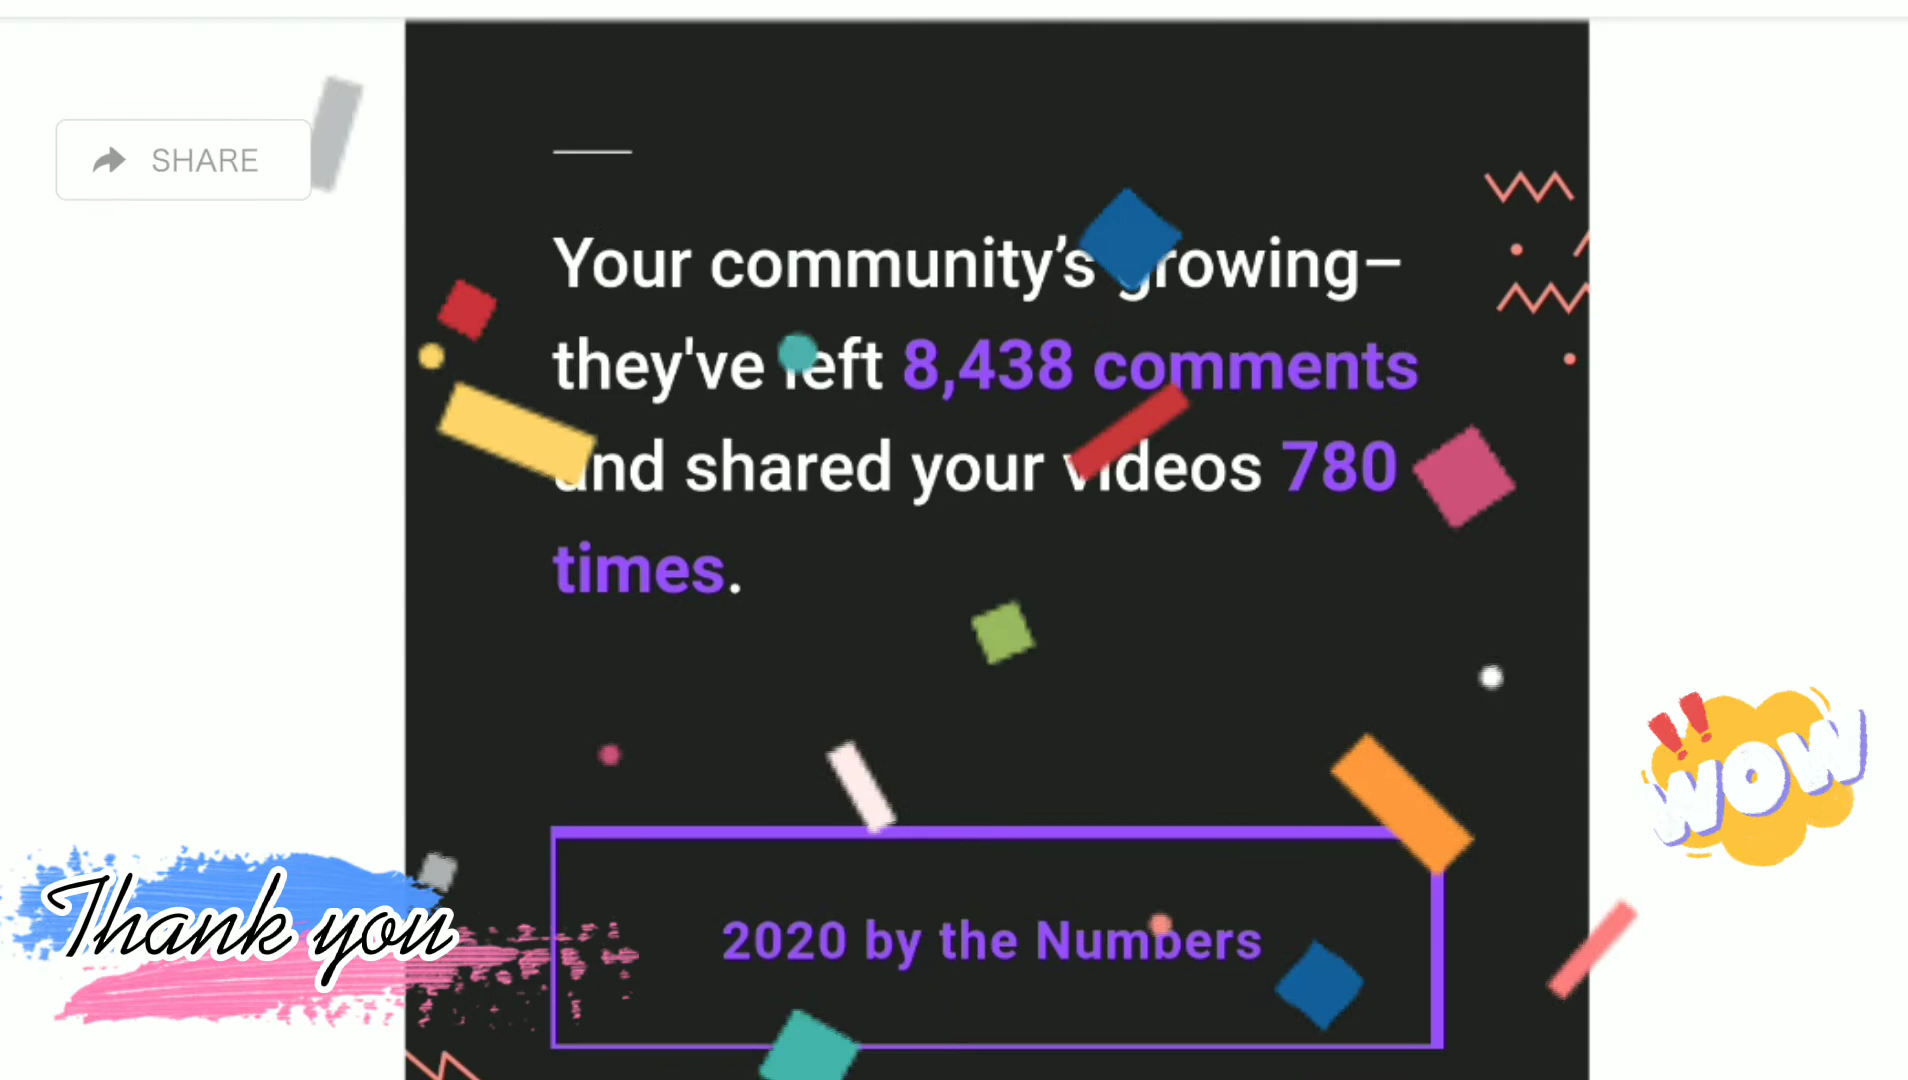 SHARE
Your community’s growing–
they've left 8,438 comments
and shared your videos 780
times.
WOW
Thank you
2020 by the Numbers